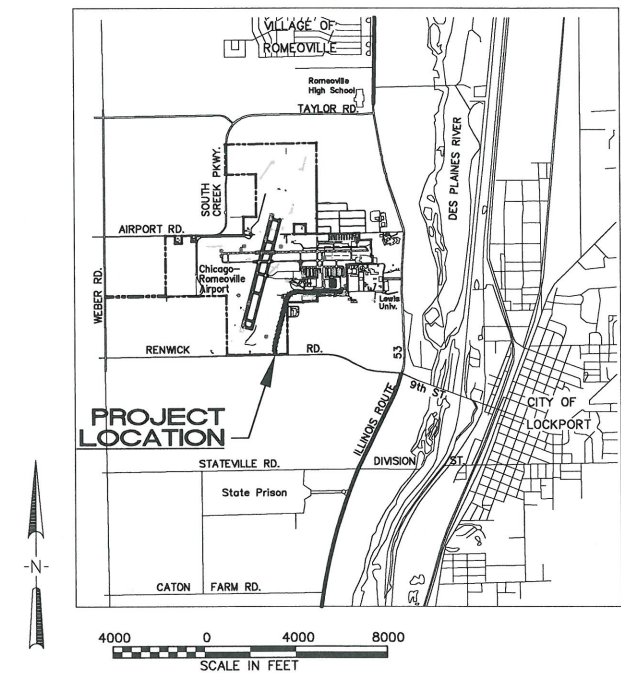 VILLAGE OF
ROMEOVILLE
Romeoville
High School
TAYLOR RD.
SOUTH
CREEK PKWY.
DES PLAINES RIVER
AIRPORT RD.
WEBER RD.
Chicago-
Romeoville
Airport
Lewis
Univ.
RENWICK RD.
53
ILLINOIS ROUTE
9th ST.
CITY OF
LOCKPORT
PROJECT
LOCATION
STATEVILLE RD.
DIVISION ST.
State Prison
CATON FARM RD.
-N-
4000 0 4000 8000
SCALE IN FEET